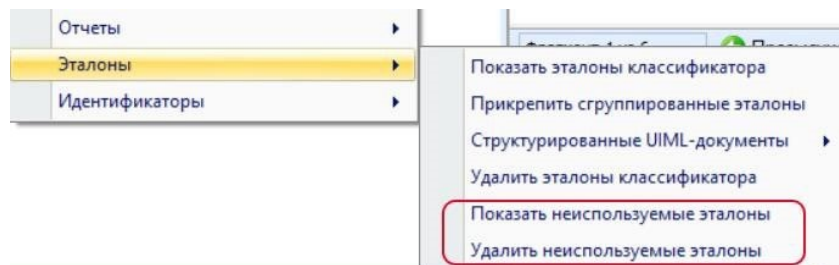 Отчеты
Эталоны
Идентификаторы
Показать эталоны классификатора
Прикрепить сгруппированные эталоны
Структурированные UIML-документы
Удалить эталоны классификатора
Показать неиспользуемые эталоны
Удалить неиспользуемые эталоны